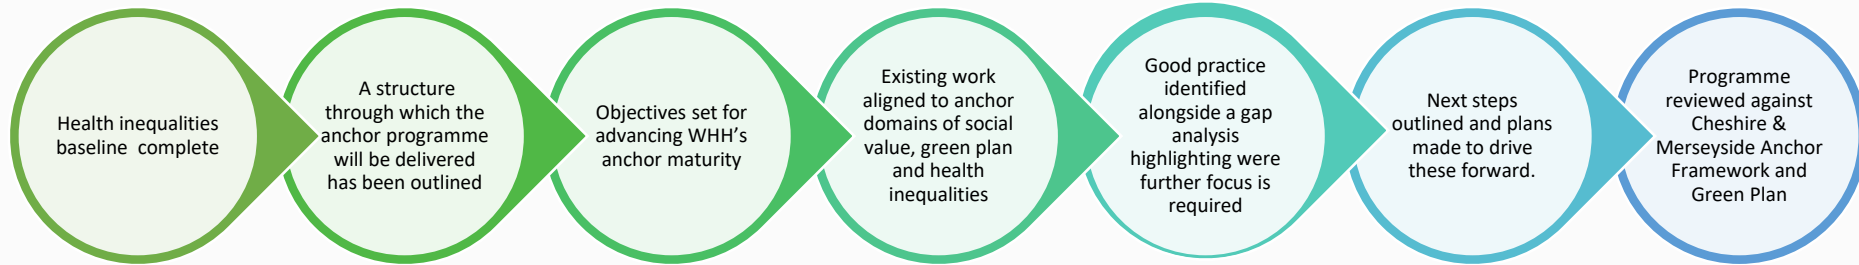 Health inequalities
baseline  complete
A structure
through which the
anchor programme
will be delivered
has been outlined
Objectives set for
advancing WHH's
anchor maturity
Existing work
aligned to anchor
domains of social
value, green plan
and health
inequalities
Good practice
identified
alongside a gap
analysis
highlighting were
further focus is
required
Next steps
outlined and plans
made to drive
these forward.
Programme
reviewed against
Cheshire &
Merseyside Anchor
Framework and
Green Plan